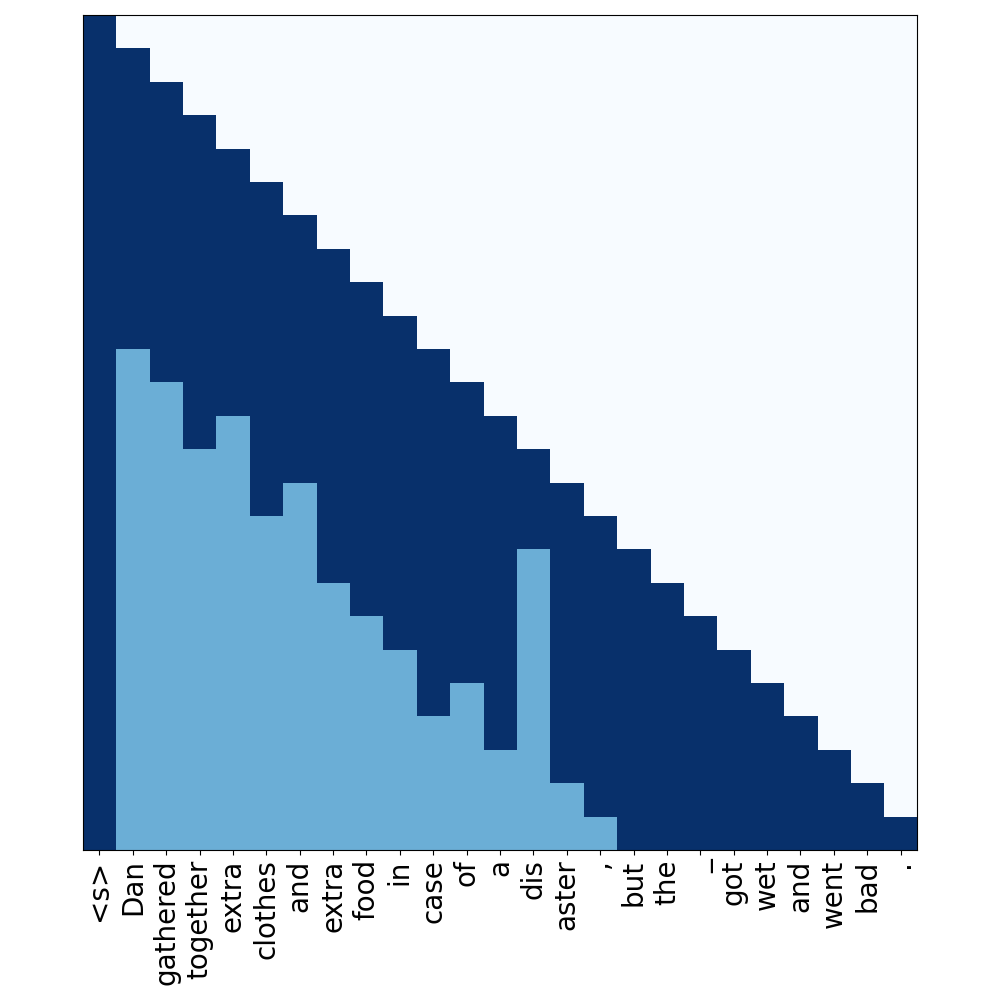 <s> Dan gathered together extra clothes and extra food in case of a dis aster , but the _ got wet and went bad .